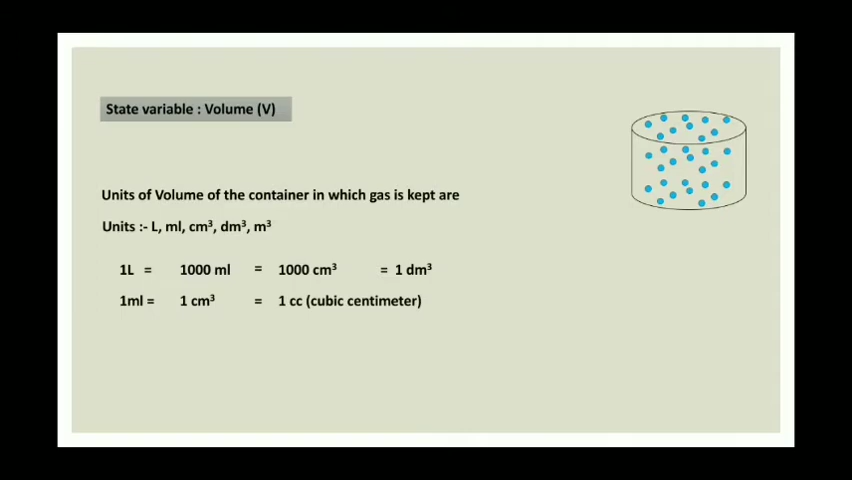 State variable : Volume (V)
Units of Volume of the container in which gas is kept are
Units :- L, ml, cm³, dm³, m³
1L = 1000 ml = 1000 cm³ = 1 dm³
1ml = 1 cm³ = 1 cc (cubic centimeter)